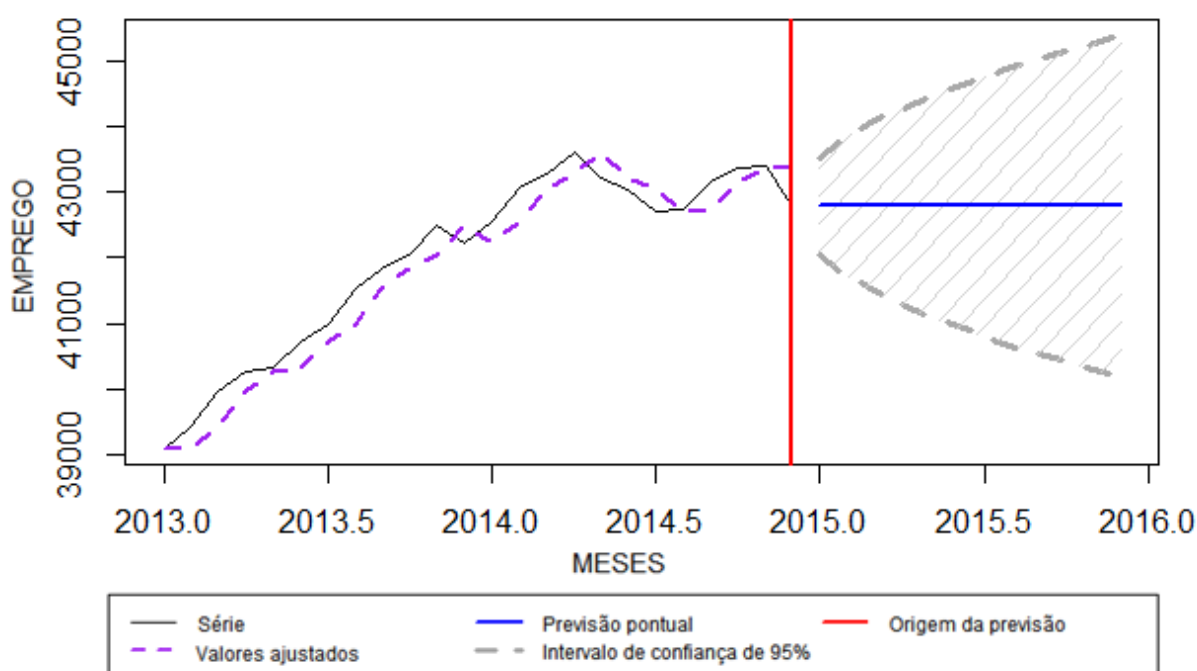 45000
43000
41000
39000
EMPREGO
2013.0 2013.5 2014.0 2014.5 2015.0 2015.5 2016.0
MESES
Série Previsão pontual Origem da previsão
Valores ajustados Intervalo de confiança de 95%